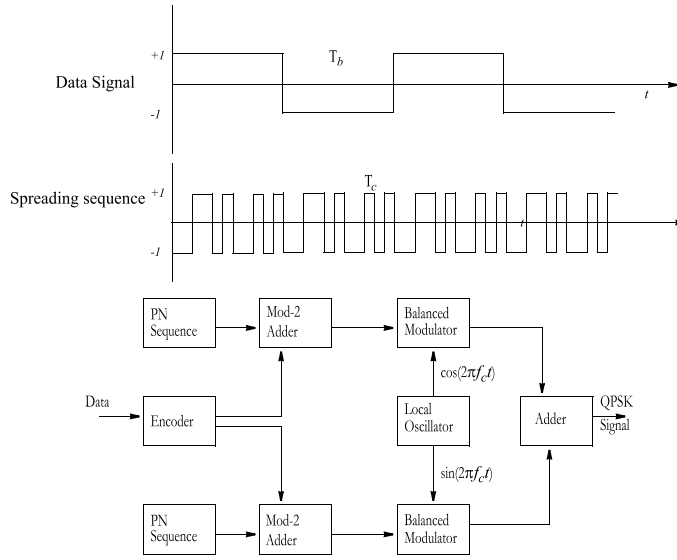 +1
T_b
Data Signal
t
-1
T_c
Spreading sequence
+1
t
-1
PN
Sequence
Mod-2
Adder
Balanced
Modulator
cos(2πf_ct)
Data
Encoder
Local
Oscillator
Adder
QPSK
Signal
sin(2πf_ct)
PN
Sequence
Mod-2
Adder
Balanced
Modulator